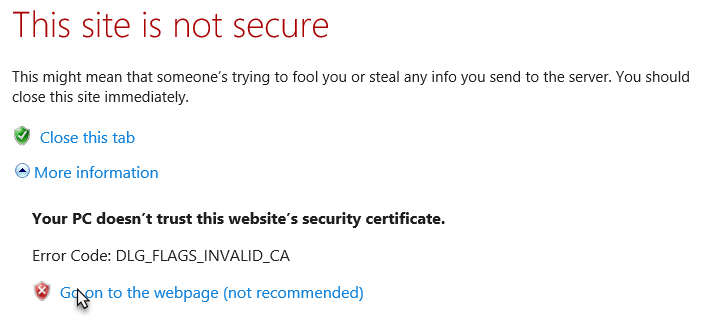 This site is not secure
This might mean that someone's trying to fool you or steal any info you send to the server. You should
close this site immediately.
Close this tab
More information
Your PC doesn't trust this website's security certificate.
Error Code: DLG_FLAGS_INVALID_CA
Go on to the webpage (not recommended)